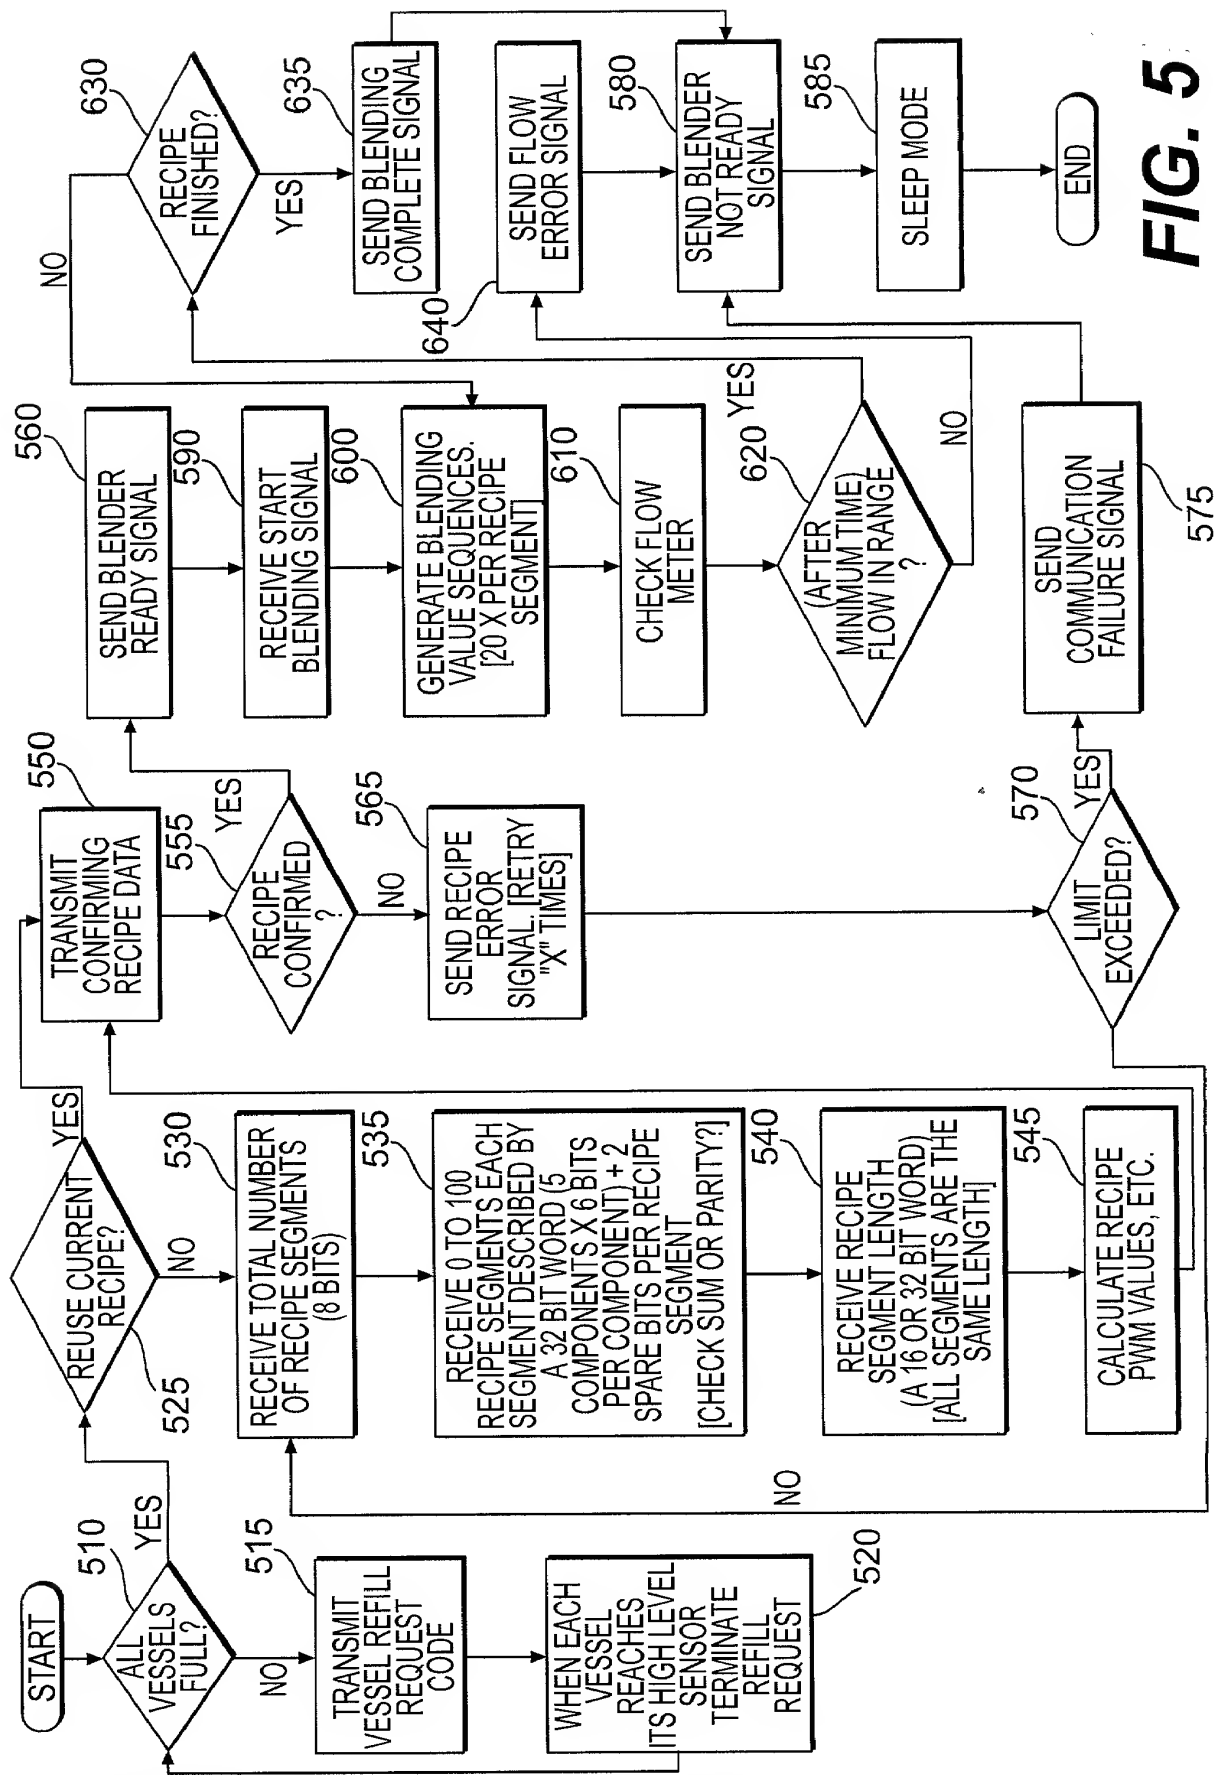 START
ALL
VESSELS
FULL?
510
YES
NO
TRANSMIT
VESSEL REFILL
REQUEST
CODE
515
WHEN EACH
VESSEL
REACHES
ITS HIGH LEVEL
SENSOR
TERMINATE
REFILL
REQUEST
520
REUSE CURRENT
RECIPE?
525
YES
NO
RECEIVE TOTAL NUMBER
OF RECIPE SEGMENTS
(8 BITS)
530
RECEIVE 0 TO 100
RECIPE SEGMENTS EACH
SEGMENT DESCRIBED BY
A 32 BIT WORD (5
COMPONENTS X 6 BITS
PER COMPONENT) + 2
SPARE BITS PER RECIPE
SEGMENT
[CHECK SUM OR PARITY?]
535
RECEIVE RECIPE
SEGMENT LENGTH
(A 16 OR 32 BIT WORD)
[ALL SEGMENTS ARE THE
SAME LENGTH]
540
CALCULATE RECIPE
PWM VALUES, ETC.
545
NO
TRANSMIT
CONFIRMING
RECIPE DATA
550
RECIPE
CONFIRMED
?
555
YES
NO
SEND RECIPE
ERROR
SIGNAL. [RETRY
"X" TIMES]
565
LIMIT
EXCEEDED?
570
YES
SEND
COMMUNICATION
FAILURE SIGNAL
575
SEND BLENDER
READY SIGNAL
560
RECEIVE START
BLENDING SIGNAL
590
GENERATE BLENDING
VALUE SEQUENCES.
[20 X PER RECIPE
SEGMENT]
600
CHECK FLOW
METER
610
(AFTER
MINIMUM TIME)
FLOW IN RANGE
?
620
YES
NO
RECIPE
FINISHED?
630
NO
YES
SEND BLENDING
COMPLETE SIGNAL
635
SEND FLOW
ERROR SIGNAL
640
SEND BLENDER
NOT READY
SIGNAL
580
SLEEP MODE
585
END
FIG. 5